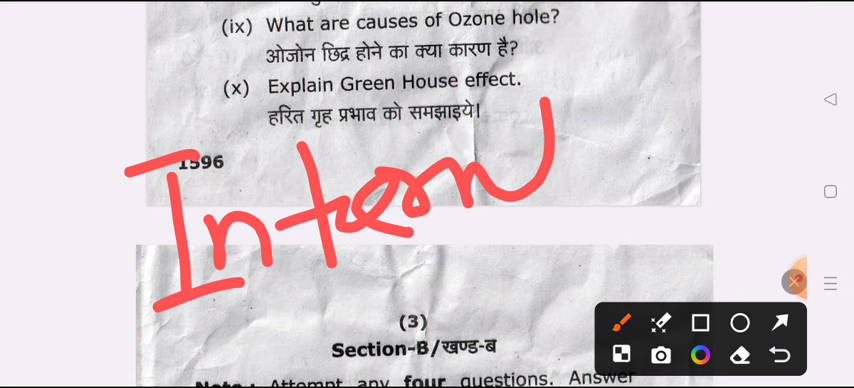 (ix) What are causes of Ozone hole?
ओजोन छिद्र होने का क्या कारण है?
(x) Explain Green House effect.
हरित गृह प्रभाव को समझाइये।
1596
Intern
(3)
Section-B/खण्ड-ब
Note : Attempt any four questions. Answer